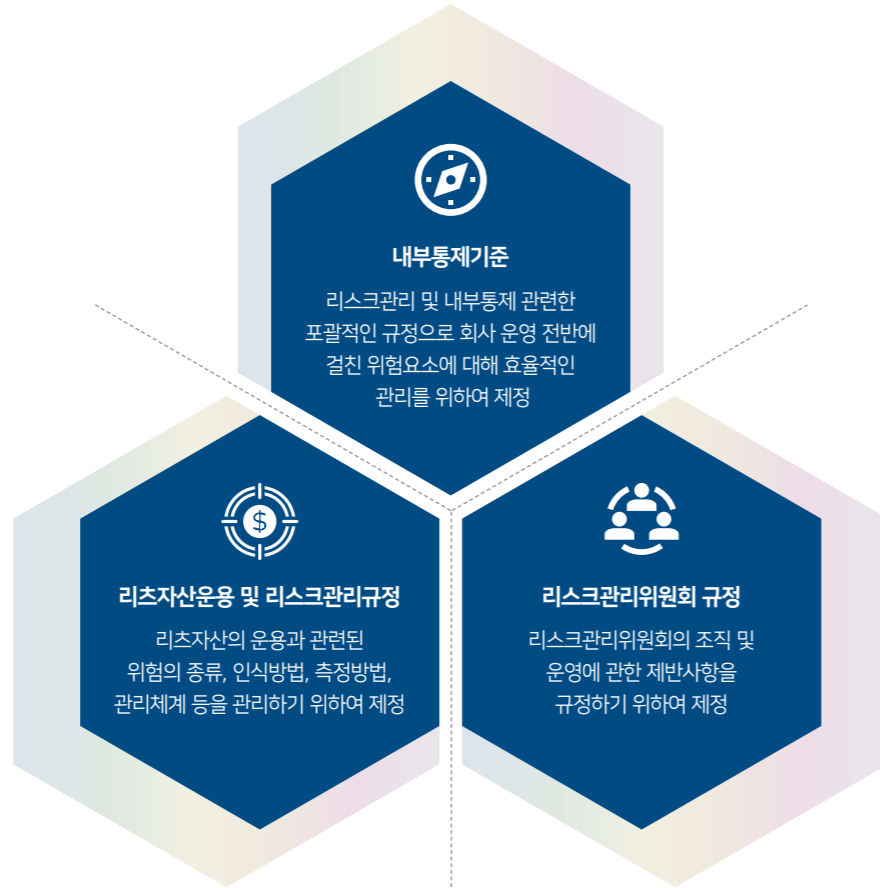 내부통제기준
리스크관리 및 내부통제 관련한
포괄적인 규정으로 회사 운영 전반에
걸친 위험요소에 대해 효율적인
관리를 위하여 제정
$
리츠자산운용 및 리스크관리규정
리츠자산의 운용과 관련된
위험의 종류, 인식방법, 측정방법,
관리체계 등을 관리하기 위하여 제정
리스크관리위원회 규정
리스크관리위원회의 조직 및
운영에 관한 제반사항을
규정하기 위하여 제정